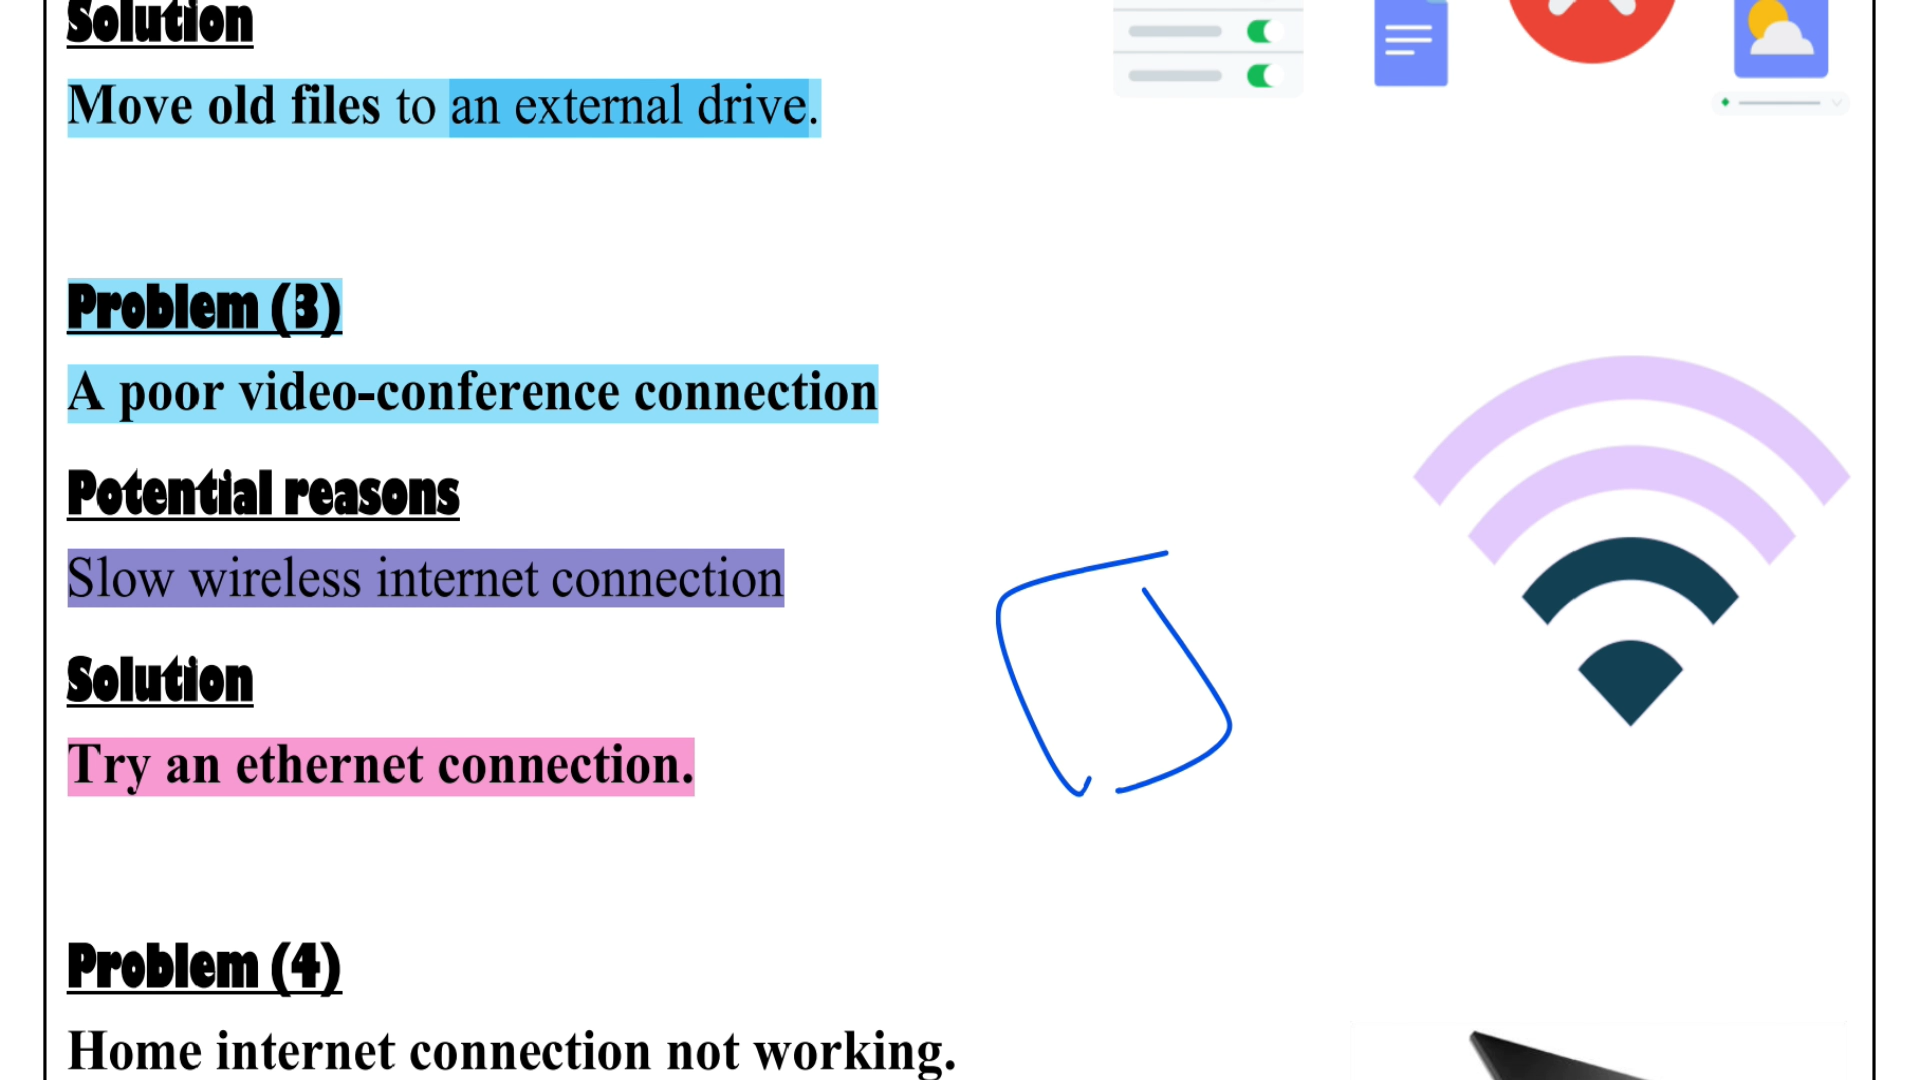 Solution
Move old files to an external drive.
Problem (3)
A poor video-conference connection
Potential reasons
Slow wireless internet connection
Solution
Try an ethernet connection.
Problem (4)
Home internet connection not working.